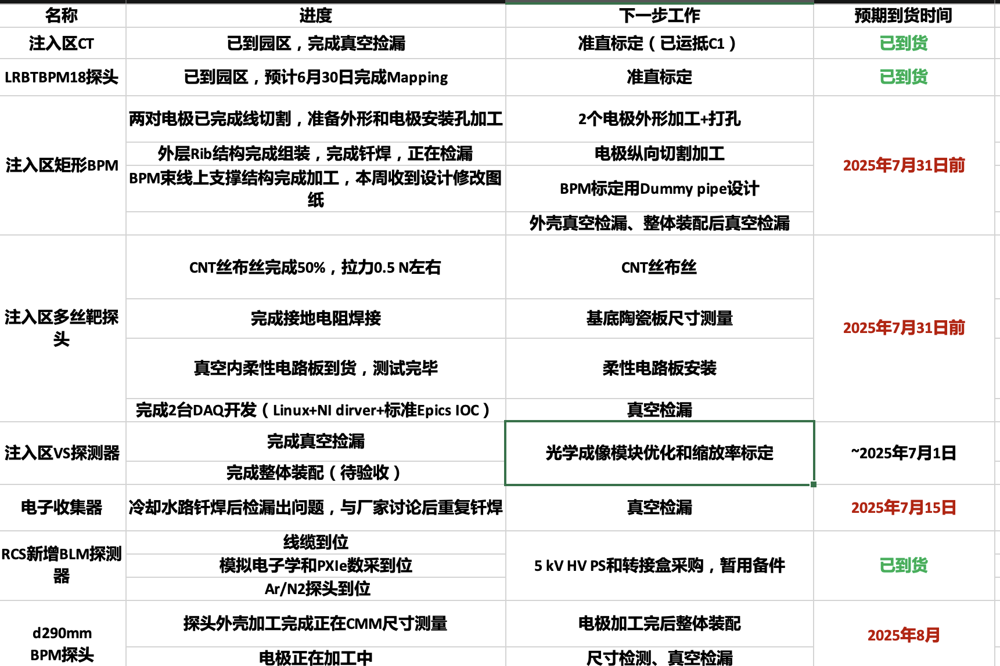 名称 进度 下一步工作 预期到货时间
注入区CT 已到园区，完成真空捡漏 准直标定（已运抵C1） 已到货
LRBTBPM18探头 已到园区，预计6月30日完成Mapping 准直标定 已到货
注入区矩形BPM
两对电极已完成线切割，准备外形和电极安装孔加工 2个电极外形加工+打孔
外层Rib结构完成组装，完成钎焊，正在检漏 电极纵向切割加工
BPM束线上支撑结构完成加工，本周收到设计修改图
纸
BPM标定用Dummy pipe设计
外壳真空检漏、整体装配后真空检漏
2025年7月31日前
注入区多丝靶探
头
CNT丝布丝完成50%，拉力0.5 N左右 CNT丝布丝
完成接地电阻焊接 基底陶瓷板尺寸测量
真空内柔性电路板到货，测试完毕 柔性电路板安装
完成2台DAQ开发（Linux+NI dirver+标准Epics IOC） 真空检漏
2025年7月31日前
注入区VS探测器
完成真空捡漏
完成整体装配（待验收）
光学成像模块优化和缩放率标定
~2025年7月1日
电子收集器 冷却水路钎焊后检漏出问题，与厂家讨论后重复钎焊 真空检漏 2025年7月15日
RCS新增BLM探测
器
线缆到位
模拟电子学和PXIe数采到位
Ar/N2探头到位
5 kV HV PS和转接盒采购，暂用备件
已到货
d290mm
BPM探头
探头外壳加工完成正在CMM尺寸测量 电极加工完后整体装配
电极正在加工中 尺寸检测、真空检漏
2025年8月